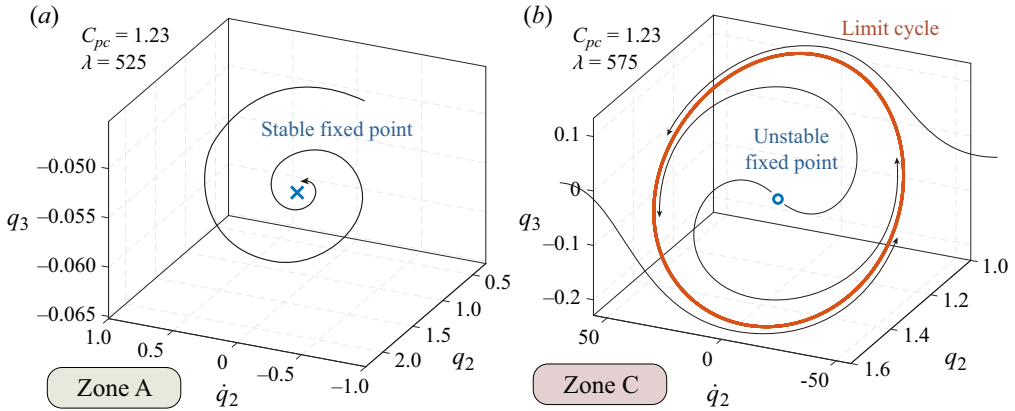 (a)
C_pc = 1.23
λ = 525
Stable fixed point
−0.050
−0.055
−0.060
−0.065
q_3
1.0
0.5
0
−0.5
−1.0
q̇_2
2.0
1.5
1.0
0.5
q_2
Zone A
(b)
C_pc = 1.23
λ = 575
Limit cycle
Unstable
fixed point
0.1
0
−0.1
−0.2
q_3
50
0
-50
q̇_2
1.6
1.4
1.2
1.0
q_2
Zone C